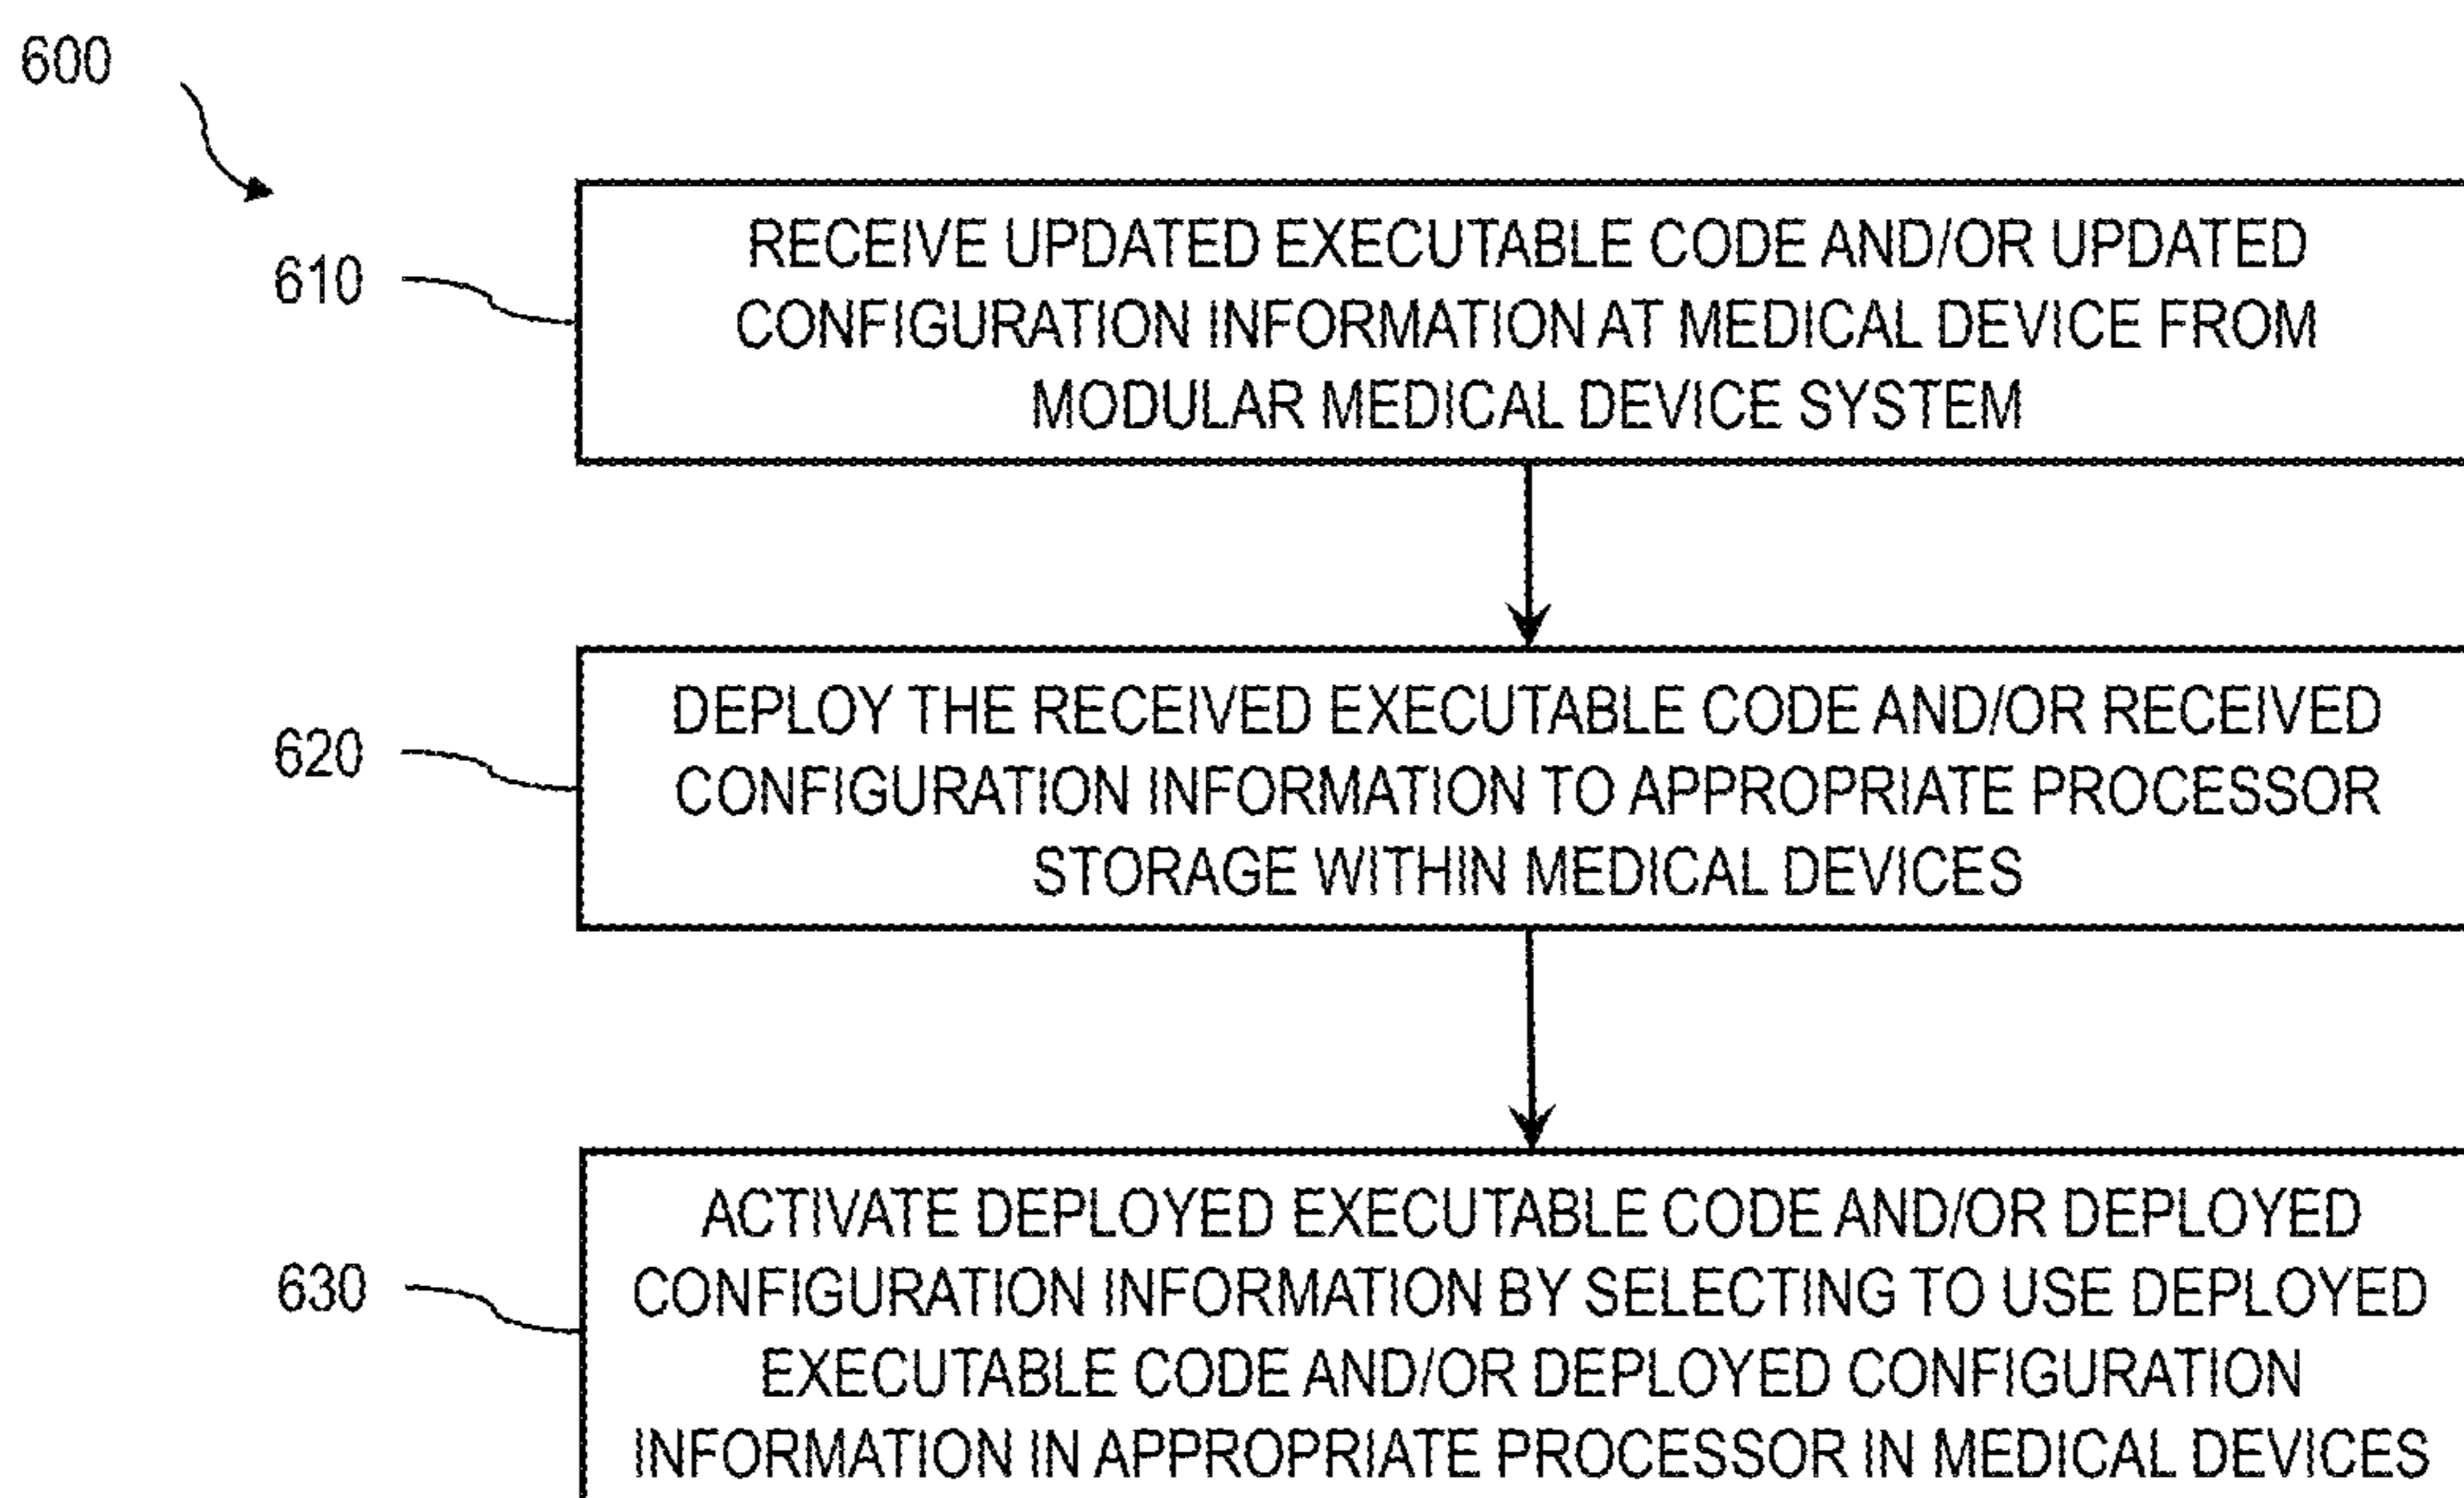 600
610
RECEIVE UPDATED EXECUTABLE CODE AND/OR UPDATED
CONFIGURATION INFORMATION AT MEDICAL DEVICE FROM
MODULAR MEDICAL DEVICE SYSTEM
620
DEPLOY THE RECEIVED EXECUTABLE CODE AND/OR RECEIVED
CONFIGURATION INFORMATION TO APPROPRIATE PROCESSOR
STORAGE WITHIN MEDICAL DEVICES
630
ACTIVATE DEPLOYED EXECUTABLE CODE AND/OR DEPLOYED
CONFIGURATION INFORMATION BY SELECTING TO USE DEPLOYED
EXECUTABLE CODE AND/OR DEPLOYED CONFIGURATION
INFORMATION IN APPROPRIATE PROCESSOR IN MEDICAL DEVICES